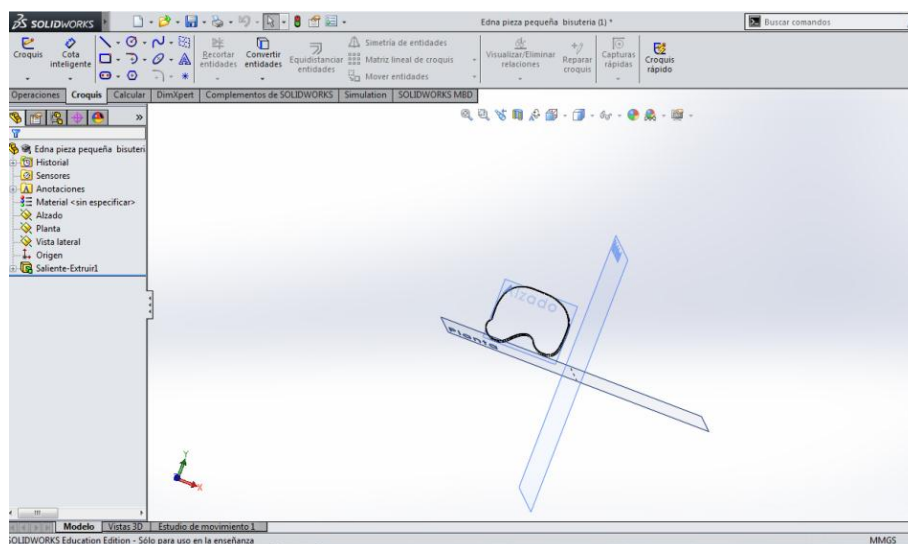 SOLIDWORKS
Edna pieza pequeña bisuteria (1) *
Buscar comandos
Croquis
Cota inteligente
Recortar entidades
Convertir entidades
Equidistanciar entidades
Simetría de entidades
Matriz lineal de croquis
Mover entidades
Visualizar/Eliminar relaciones
Reparar croquis
Capturas rápidas
Croquis rápido
Operaciones Croquis Calcular DimXpert Complementos de SOLIDWORKS Simulation SOLIDWORKS MBD
Edna pieza pequeña bisuteri
Historial
Sensores
Anotaciones
Material <sin especificar>
Alzado
Planta
Vista lateral
Origen
Saliente-Extruir1
Alzado
Planta
Y
X
Modelo Vistas 3D Estudio de movimiento 1
SOLIDWORKS Education Edition - Sólo para uso en la enseñanza
MMGS